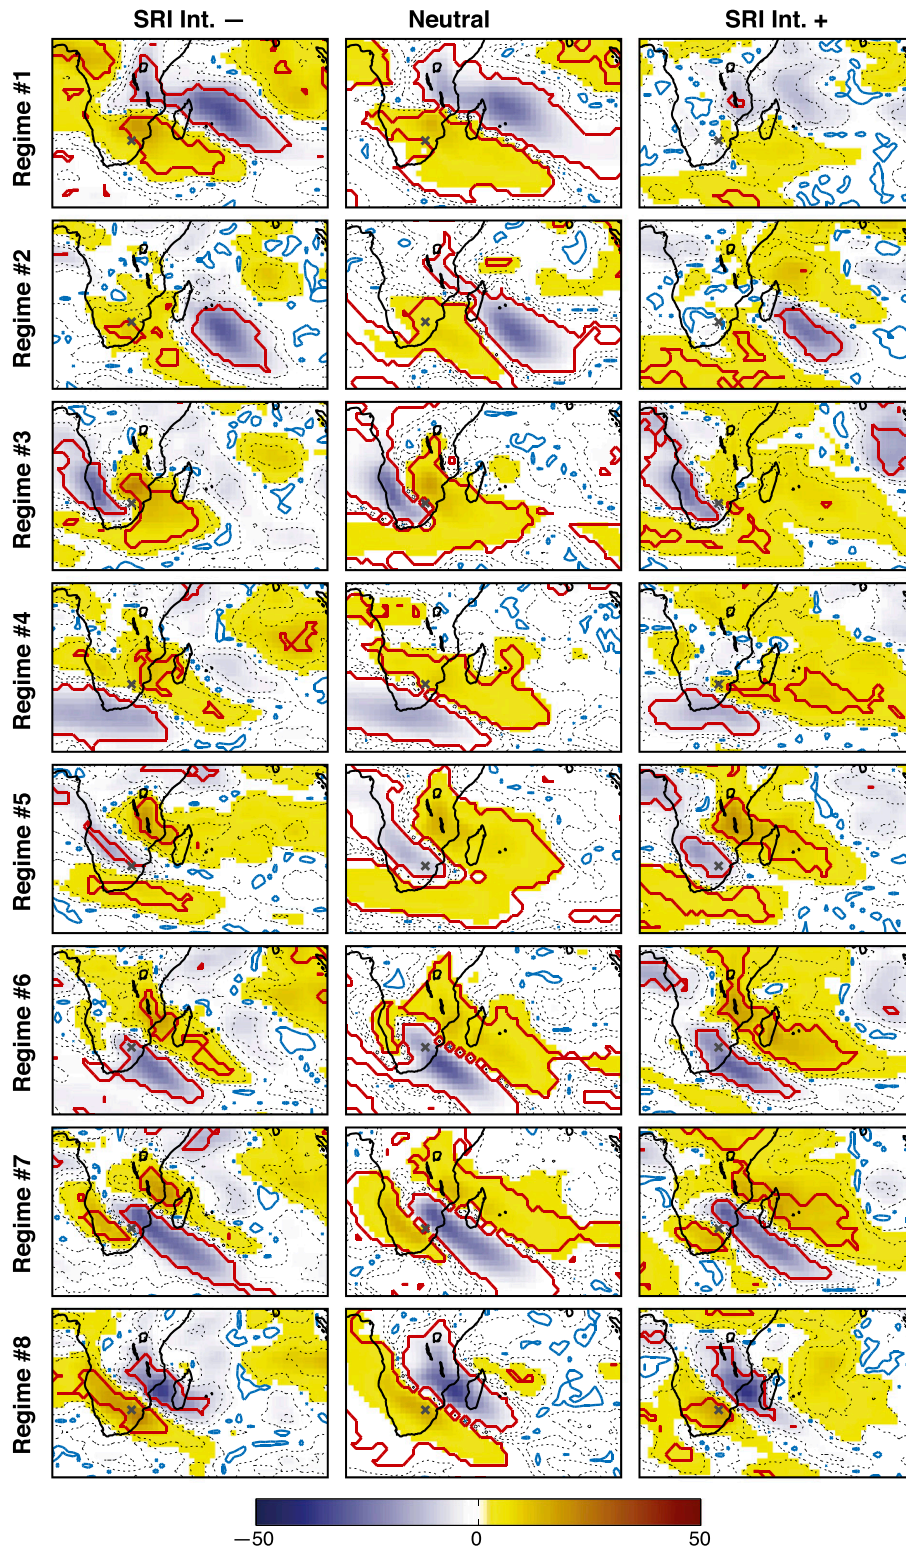 SRI Int. — Neutral SRI Int. +
Regime #1
Regime #2
Regime #3
Regime #4
Regime #5
Regime #6
Regime #7
Regime #8
−50 0 50